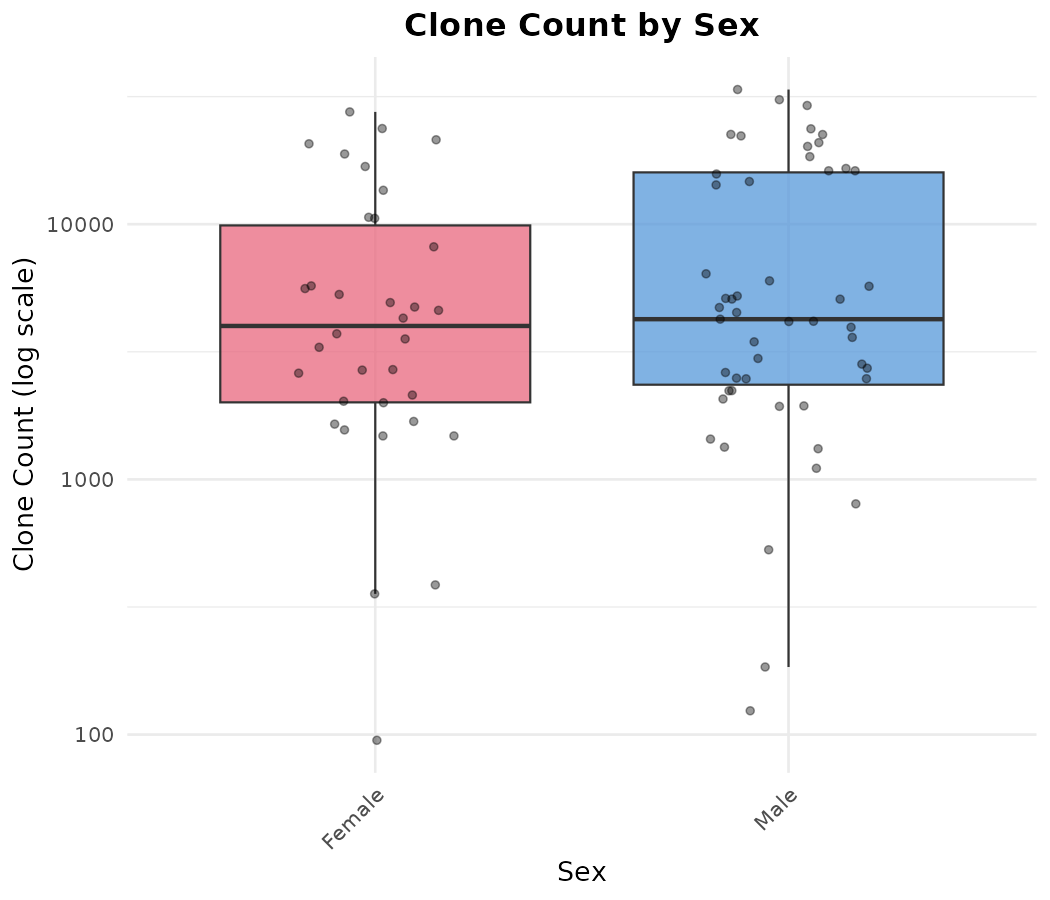 Clone Count by Sex
Clone Count (log scale)
10000
1000
100
Female
Male
Sex